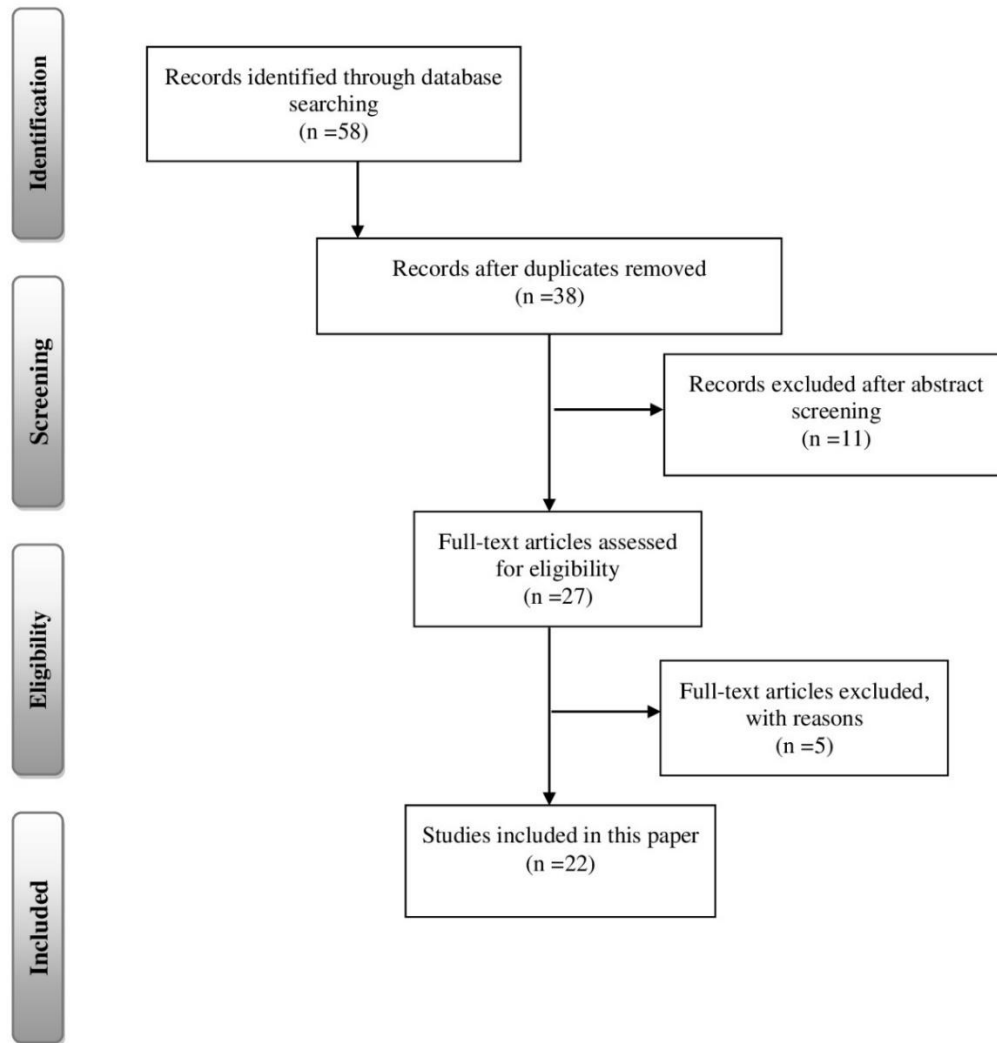 Identification
Records identified through database
searching
(n =58)
Records after duplicates removed
(n =38)
Screening
Records excluded after abstract
screening
(n =11)
Full-text articles assessed
for eligibility
(n =27)
Eligibility
Full-text articles excluded,
with reasons
(n =5)
Studies included in this paper
(n =22)
Included